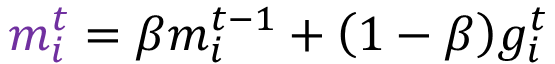 m_i^t = βm_i^{t−1} + (1 − β)g_i^t